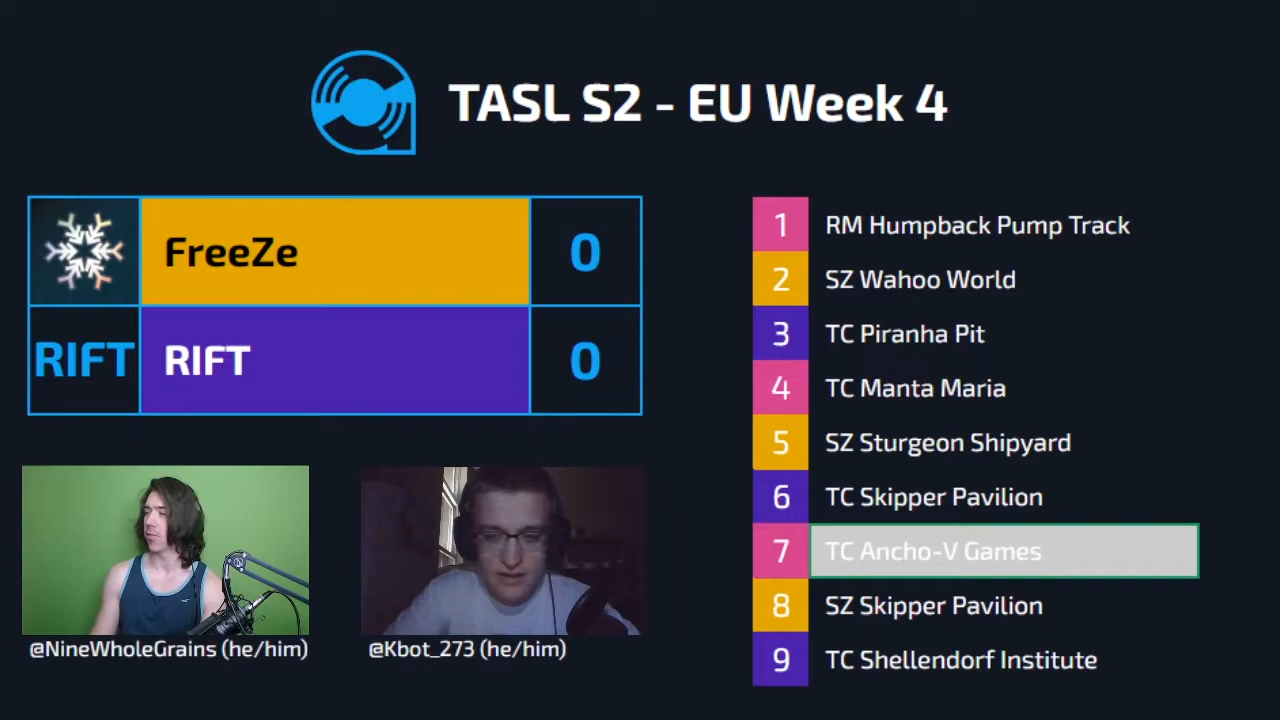 TASL S2 - EU Week 4
FreeZe 0
RIFT RIFT 0
1 RM Humpback Pump Track
2 SZ Wahoo World
3 TC Piranha Pit
4 TC Manta Maria
5 SZ Sturgeon Shipyard
6 TC Skipper Pavilion
7 TC Ancho-V Games
8 SZ Skipper Pavilion
9 TC Shellendorf Institute
@NineWholeGrains (he/him)
@Kbot_273 (he/him)